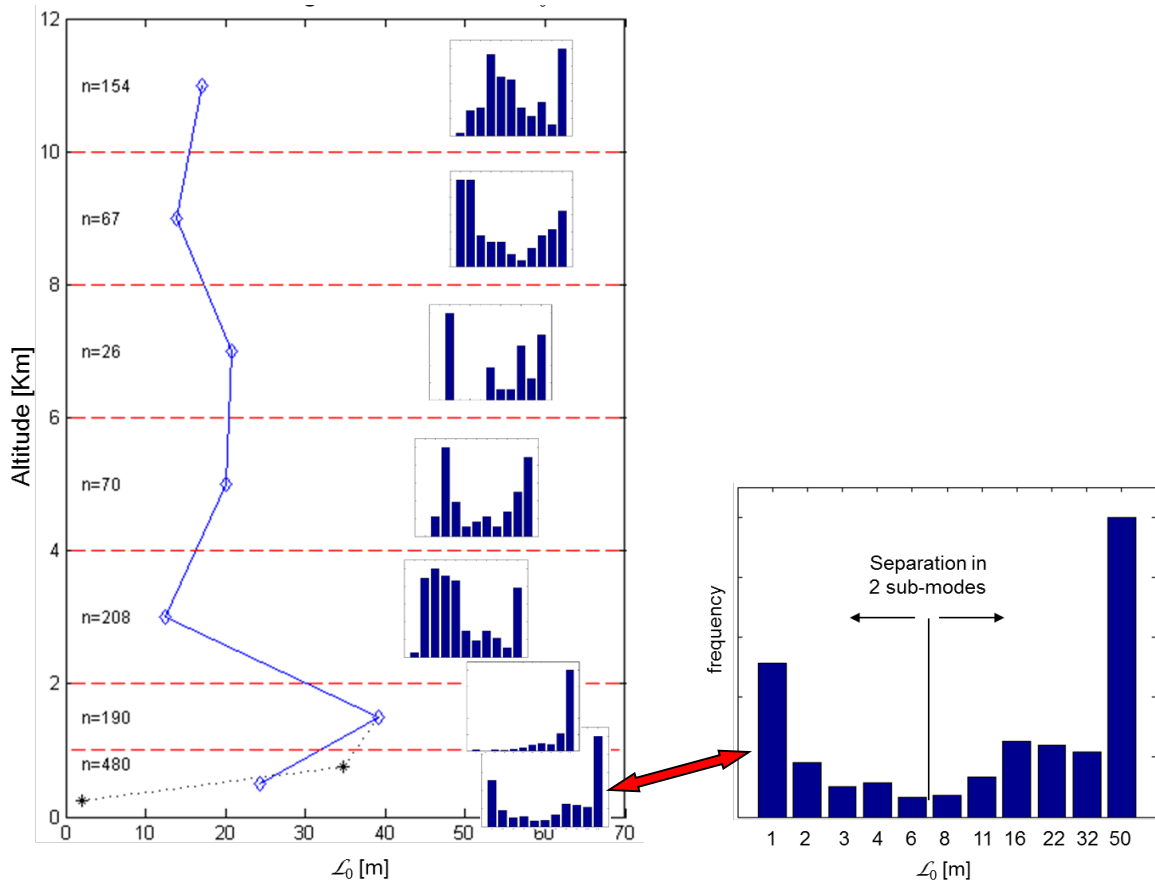 12
10
8
6
4
2
0
Altitude [Km]
n=154
n=67
n=26
n=70
n=208
n=190
n=480
0 10 20 30 40 50 60 70
ℒ₀ [m]
Separation in
2 sub-modes
frequency
1 2 3 4 6 8 11 16 22 32 50
ℒ₀ [m]